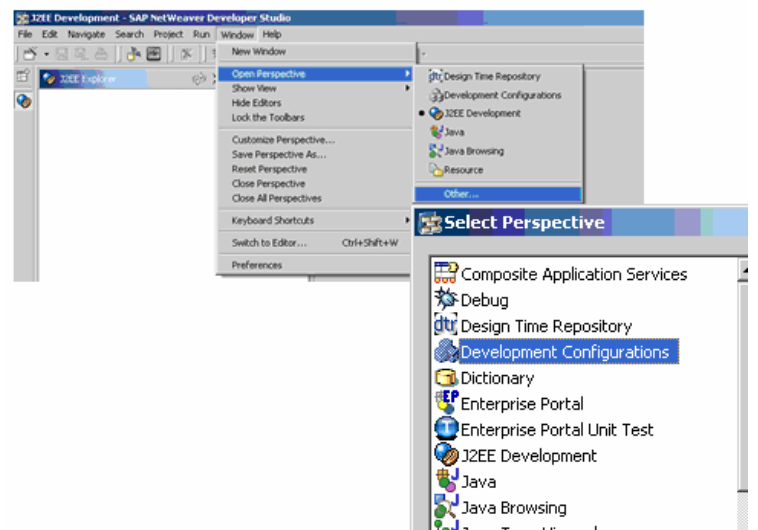 J2EE Development - SAP NetWeaver Developer Studio
File Edit Navigate Search Project Run Window Help
J2EE Explorer
New Window
Open Perspective
Show View
Hide Editors
Lock the Toolbars
Customize Perspective...
Save Perspective As...
Reset Perspective
Close Perspective
Close All Perspectives
Keyboard Shortcuts
Switch to Editor... Ctrl+Shift+W
Preferences
dtr Design Time Repository
Development Configurations
J2EE Development
Java
Java Browsing
Resource
Other...
Select Perspective
Composite Application Services
Debug
dtr Design Time Repository
Development Configurations
Dictionary
EP Enterprise Portal
Enterprise Portal Unit Test
J2EE Development
Java
Java Browsing